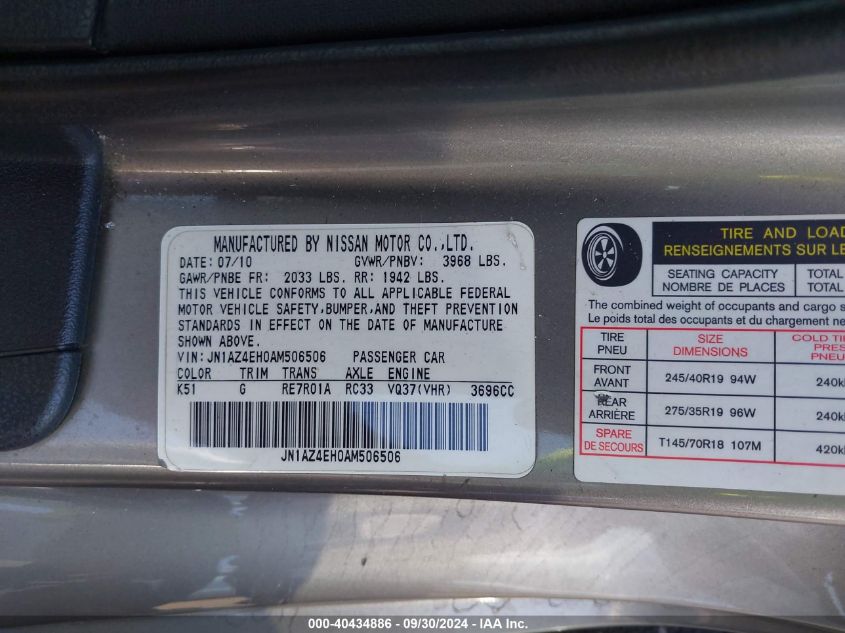 MANUFACTURED BY NISSAN MOTOR CO.,LTD.
DATE: 07/10 GVWR/PNBV: 3968 LBS.
GAWR/PNBE FR: 2033 LBS. RR: 1942 LBS.
THIS VEHICLE CONFORMS TO ALL APPLICABLE FEDERAL
MOTOR VEHICLE SAFETY,BUMPER,AND THEFT PREVENTION
STANDARDS IN EFFECT ON THE DATE OF MANUFACTURE
SHOWN ABOVE.
VIN: JN1AZ4EH0AM506506 PASSENGER CAR
COLOR TRIM TRANS AXLE ENGINE
K51 G RE7R01A RC33 VQ37(VHR) 3696CC
JN1AZ4EH0AM506506
TIRE AND LOAD
RENSEIGNEMENTS SUR LE
SEATING CAPACITY TOTAL
NOMBRE DE PLACES TOTAL
The combined weight of occupants and cargo s
Le poids total des occupants et du chargement ne
TIRE SIZE COLD TI
PNEU DIMENSIONS PRES
PNEU
FRONT 245/40R19 94W 240k
AVANT
REAR 275/35R19 96W 240k
ARRIÈRE
SPARE T145/70R18 107M 420k
DE SECOURS
000-40434886 - 09/30/2024 - IAA, Inc.